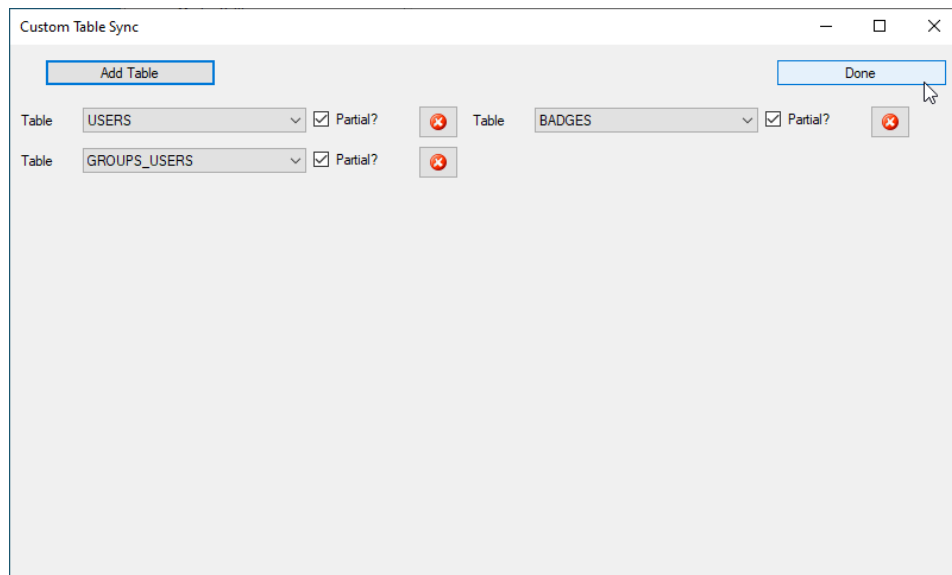 Custom Table Sync
Add Table
Done
Table USERS Partial? Table BADGES Partial?
Table GROUPS_USERS Partial?